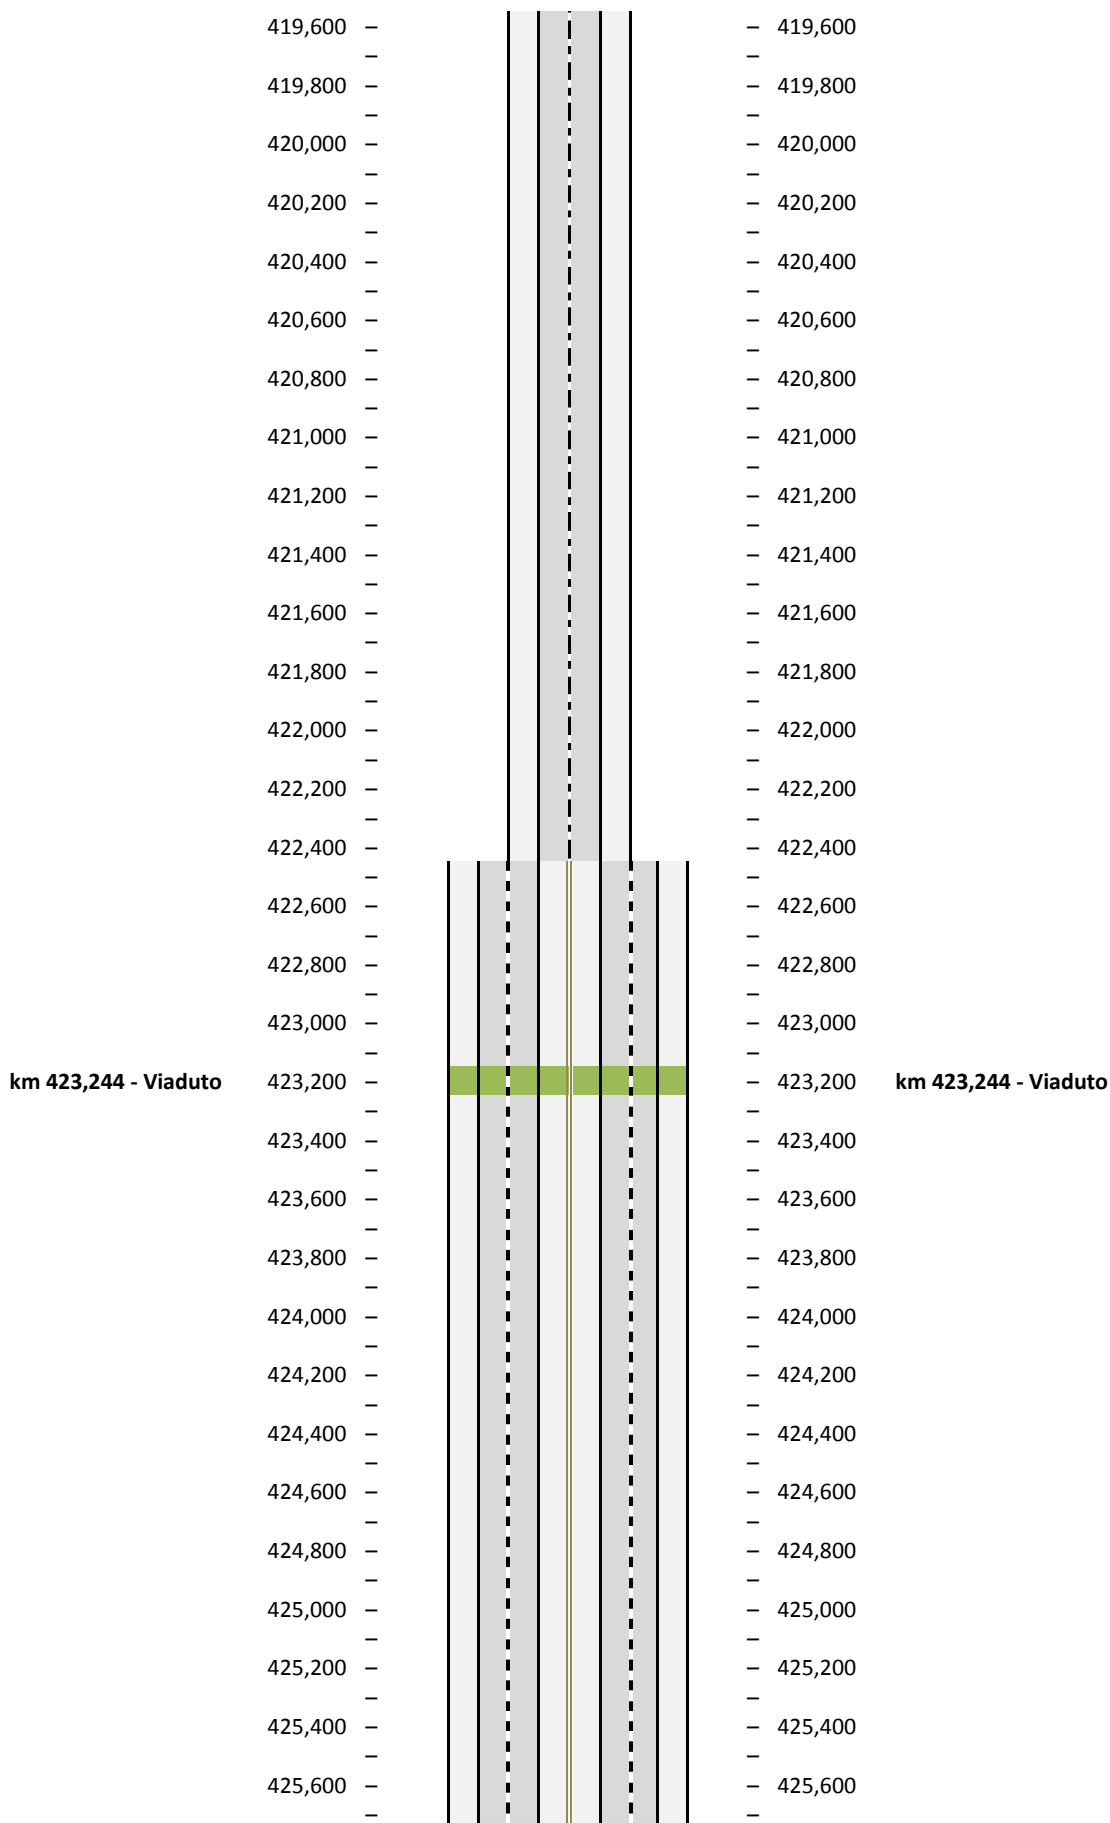 419,600 – – 419,600
– –
419,800 – – 419,800
– –
420,000 – – 420,000
– –
420,200 – – 420,200
– –
420,400 – – 420,400
– –
420,600 – – 420,600
– –
420,800 – – 420,800
– –
421,000 – – 421,000
– –
421,200 – – 421,200
– –
421,400 – – 421,400
– –
421,600 – – 421,600
– –
421,800 – – 421,800
– –
422,000 – – 422,000
– –
422,200 – – 422,200
– –
422,400 – – 422,400
– –
422,600 – – 422,600
– –
422,800 – – 422,800
– –
423,000 – – 423,000
– –
km 423,244 - Viaduto 423,200 – – 423,200 km 423,244 - Viaduto
– –
423,400 – – 423,400
– –
423,600 – – 423,600
– –
423,800 – – 423,800
– –
424,000 – – 424,000
– –
424,200 – – 424,200
– –
424,400 – – 424,400
– –
424,600 – – 424,600
– –
424,800 – – 424,800
– –
425,000 – – 425,000
– –
425,200 – – 425,200
– –
425,400 – – 425,400
– –
425,600 – – 425,600
– –